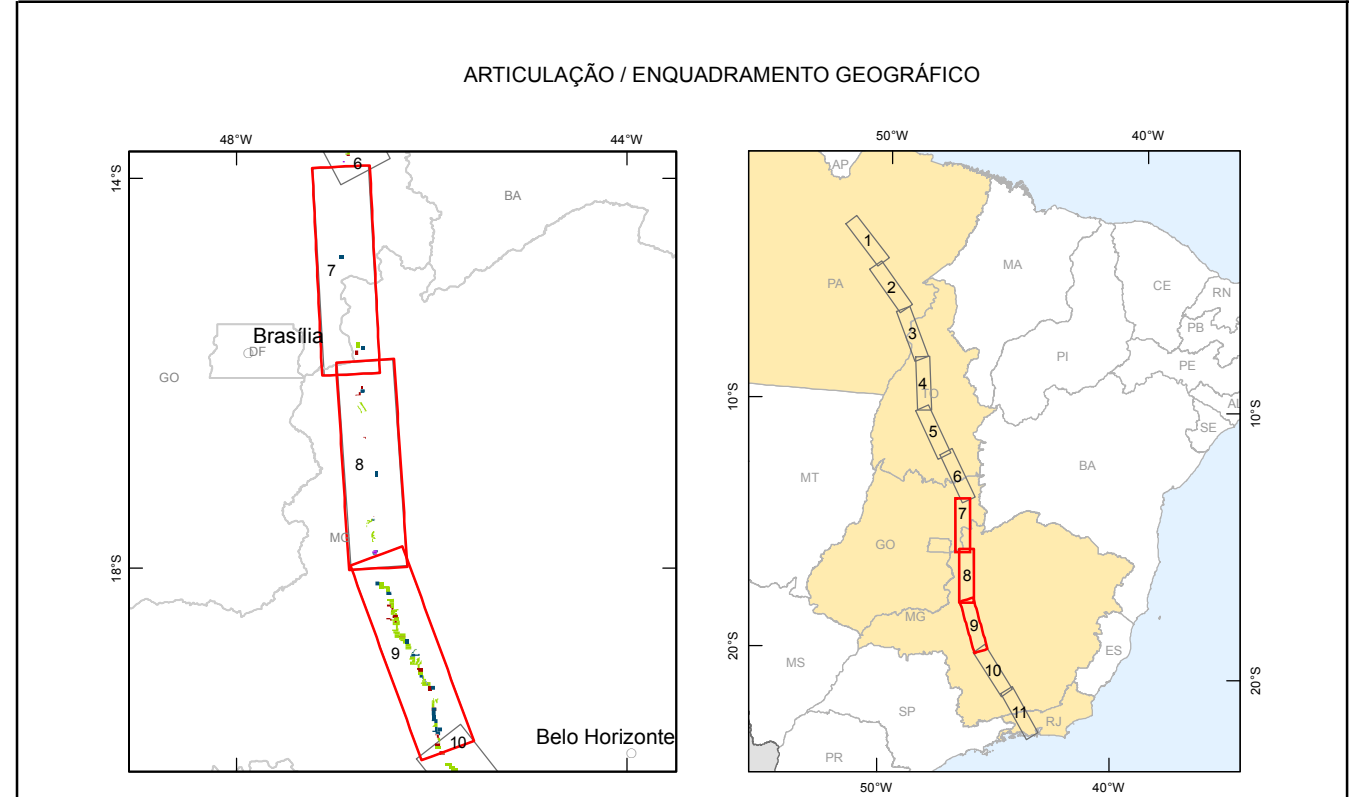 ARTICULAÇÃO / ENQUADRAMENTO GEOGRÁFICO
48°W
44°W
14°S
18°S
6
BA
7
Brasília
DF
GO
8
MG
9
10
Belo Horizonte
50°W
40°W
AP
1
MA
CE
RN
PA
2
PB
3
PI
PE
4
TO
AL
10°S
10°S
5
SE
BA
6
MT
7
GO
8
MG
9
ES
20°S
20°S
MS
10
SP
11
RJ
PR
50°W
40°W